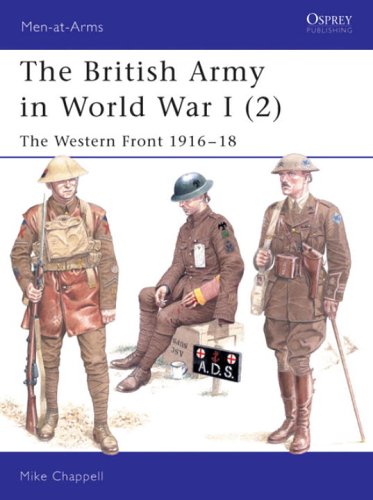 Men-at-Arms
OSPREY
PUBLISHING
The British Army
in World War I (2)
The Western Front 1916–18
A.D.S.
Mike Chappell